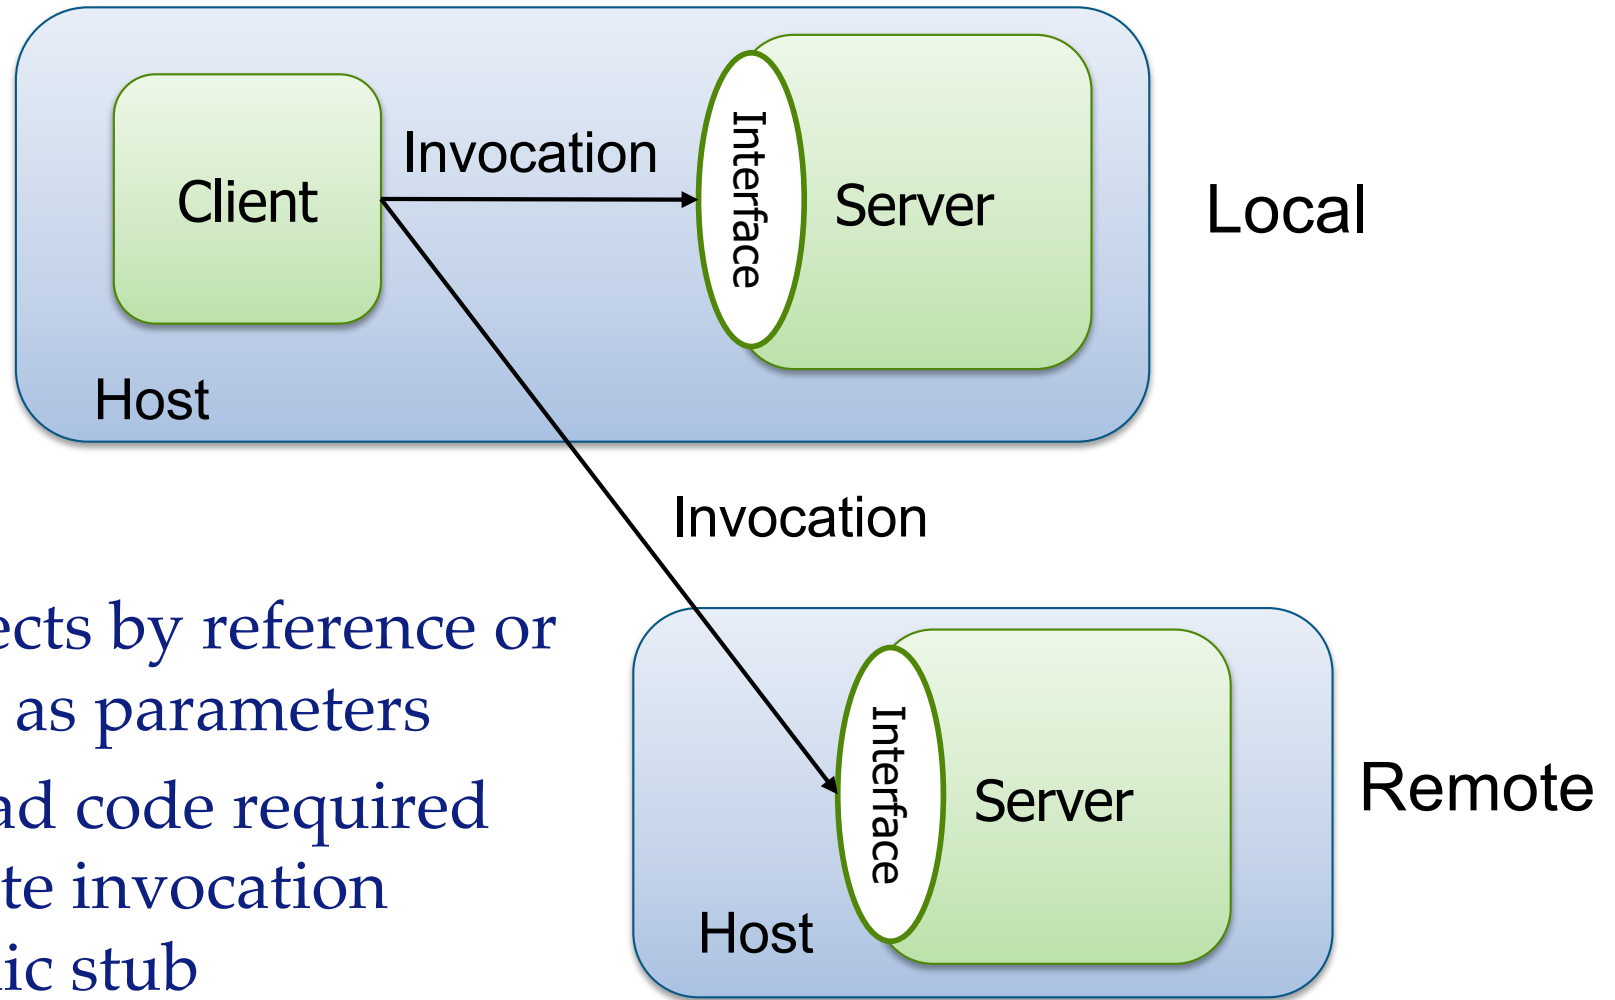 Client
Invocation
Interface
Server
Local
Host
Invocation
ects by reference or
as parameters
ad code required
te invocation
nic stub
Interface
Server
Remote
Host